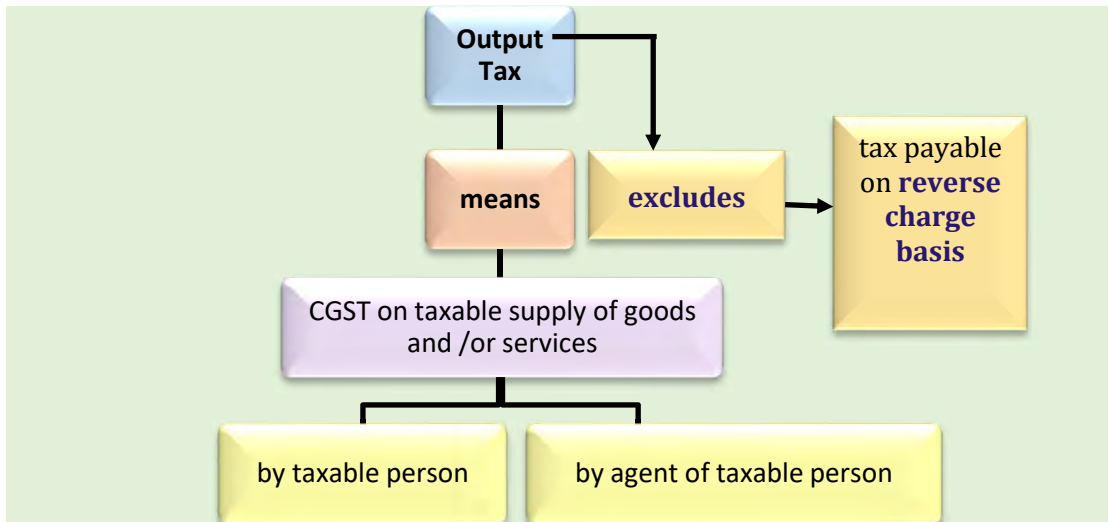 Output
Tax
means
excludes
tax payable
on reverse
charge
basis
CGST on taxable supply of goods
and /or services
by taxable person
by agent of taxable person